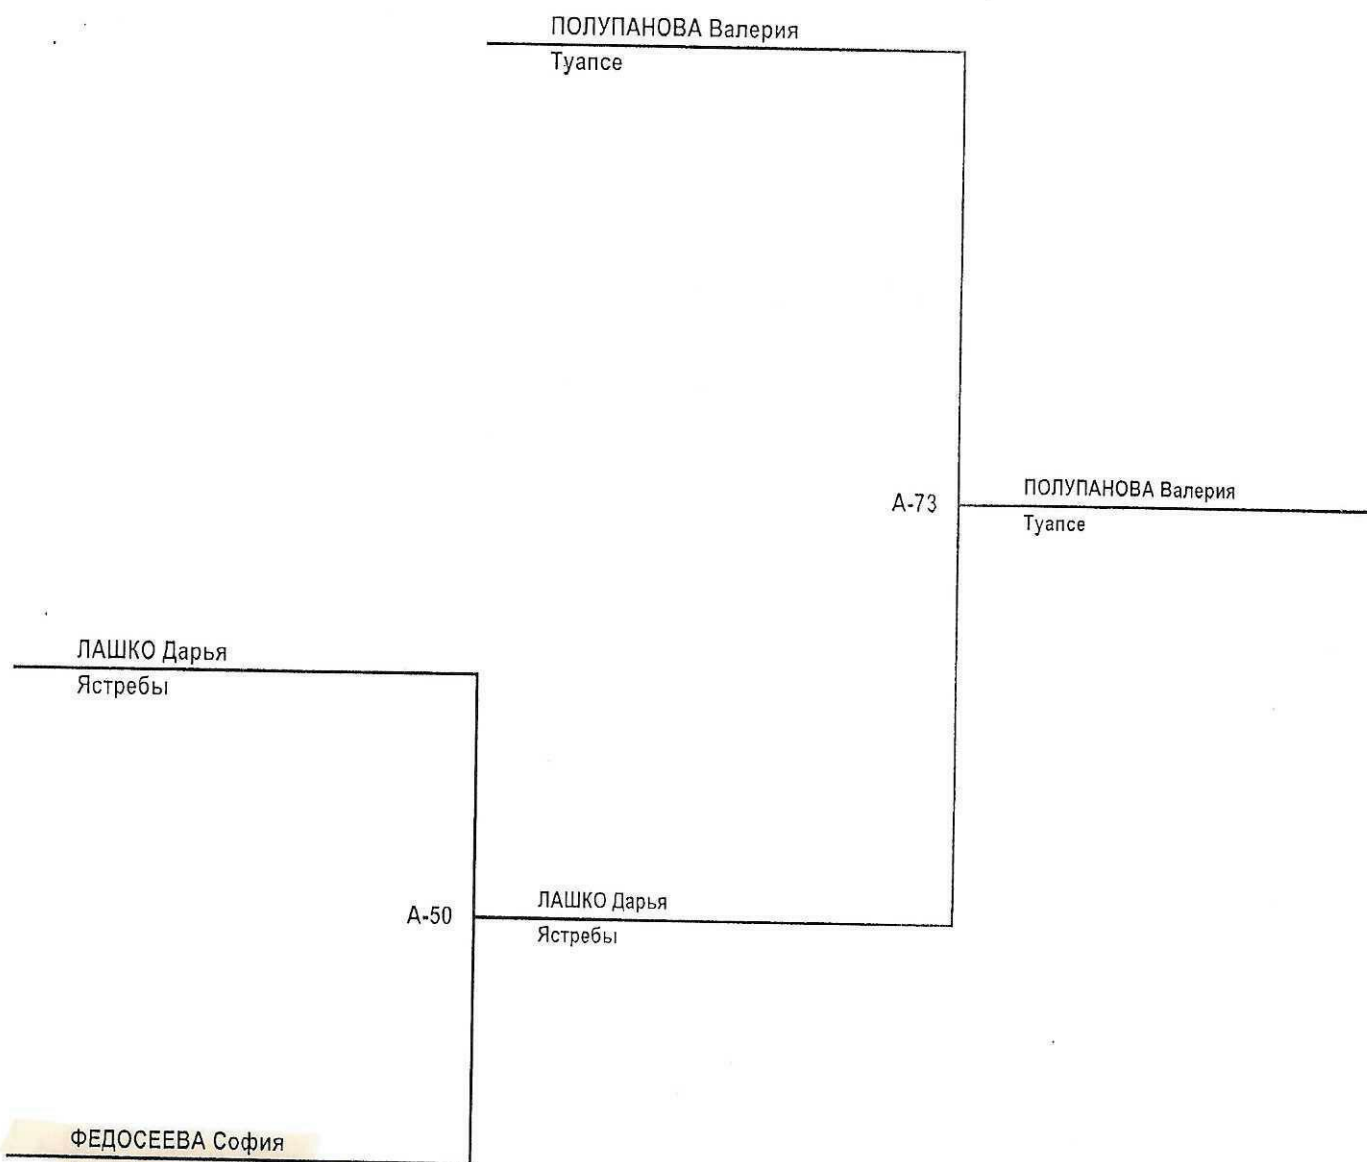 ПОЛУПАНОВА Валерия
Туапсе
А-73
ПОЛУПАНОВА Валерия
Туапсе
ЛАШКО Дарья
Ястребы
А-50
ЛАШКО Дарья
Ястребы
ФЕДОСЕЕВА София